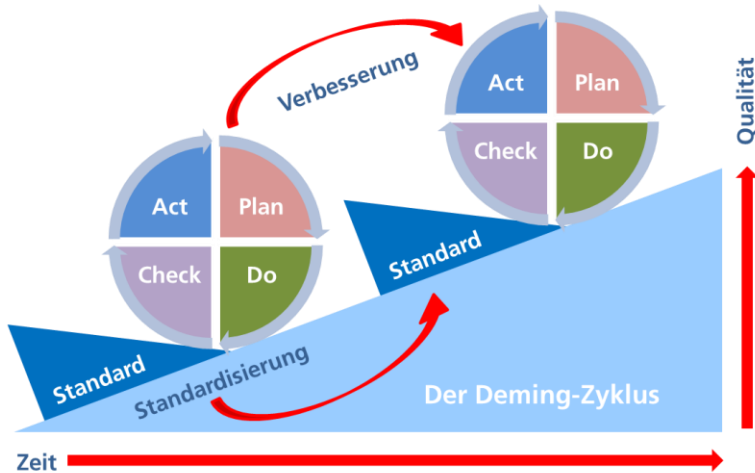 Act
Plan
Check
Do
Verbesserung
Qualität
Act
Plan
Check
Do
Standard
Standard
Standardisierung
Der Deming-Zyklus
Zeit